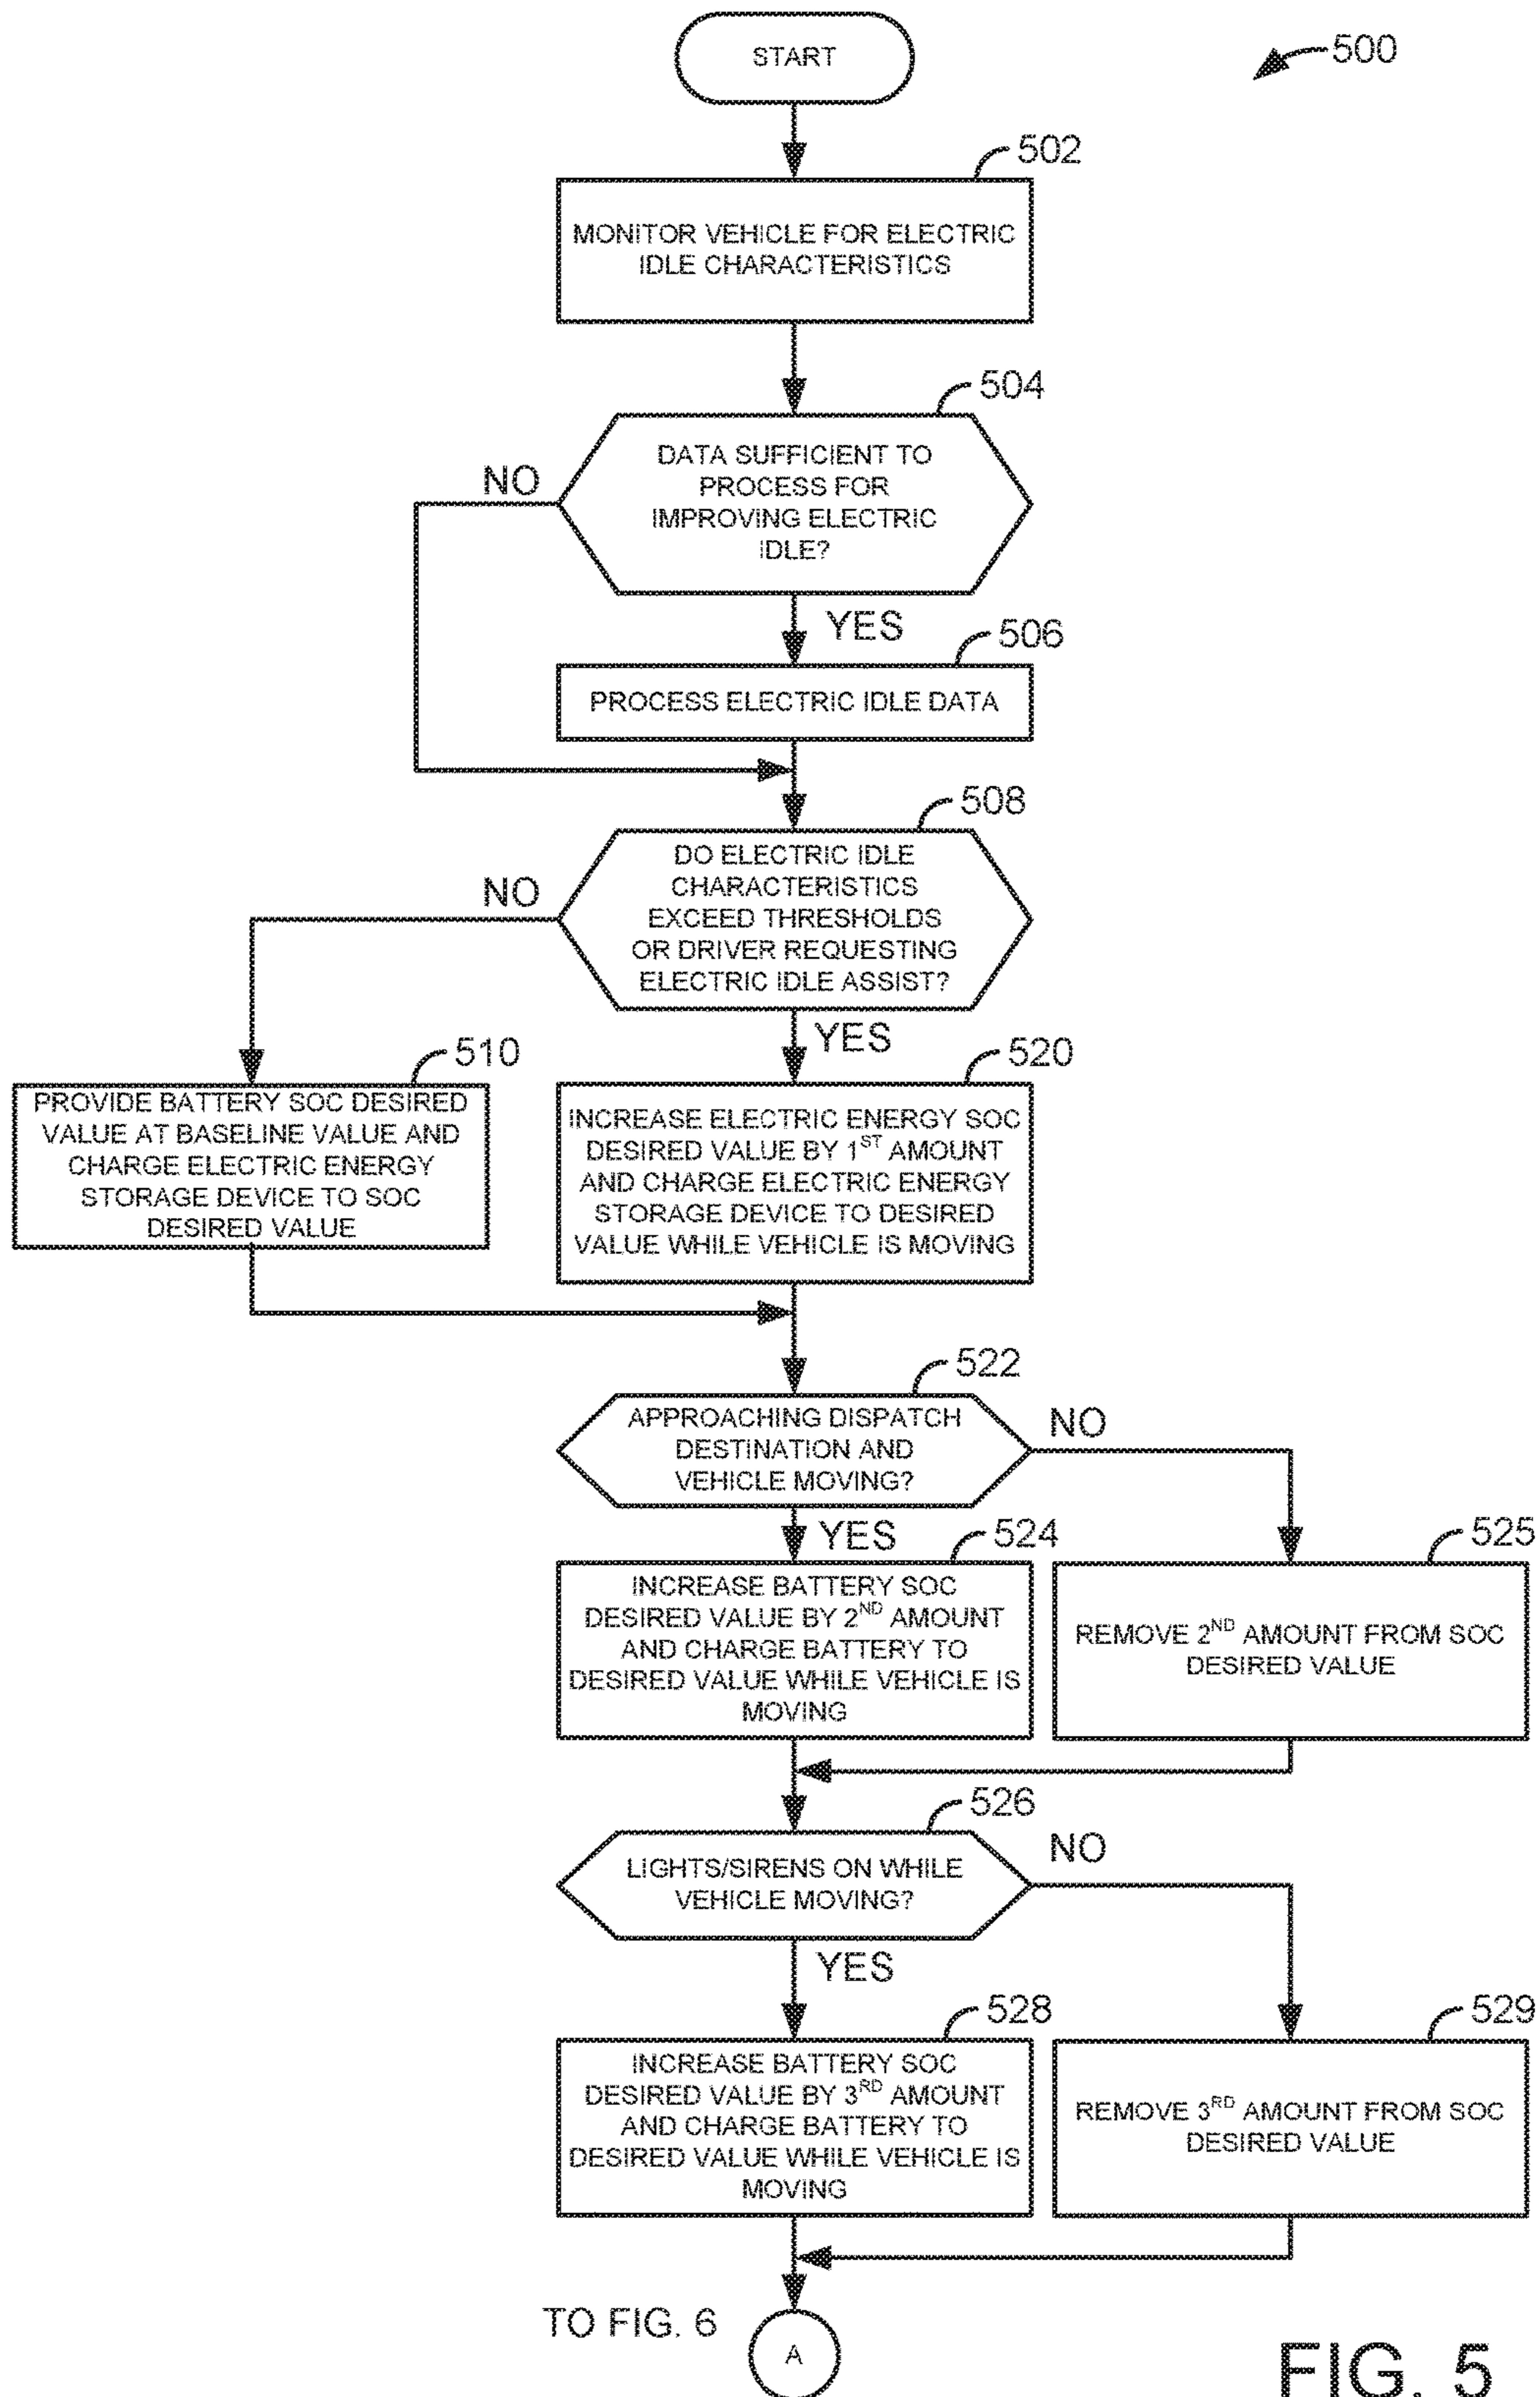 START
500
502
MONITOR VEHICLE FOR ELECTRIC
IDLE CHARACTERISTICS
504
DATA SUFFICIENT TO
PROCESS FOR
IMPROVING ELECTRIC
IDLE?
NO
YES
506
PROCESS ELECTRIC IDLE DATA
508
DO ELECTRIC IDLE
CHARACTERISTICS
EXCEED THRESHOLDS
OR DRIVER REQUESTING
ELECTRIC IDLE ASSIST?
NO
YES
510
PROVIDE BATTERY SOC DESIRED
VALUE AT BASELINE VALUE AND
CHARGE ELECTRIC ENERGY
STORAGE DEVICE TO SOC
DESIRED VALUE
520
INCREASE ELECTRIC ENERGY SOC
DESIRED VALUE BY 1ST AMOUNT
AND CHARGE ELECTRIC ENERGY
STORAGE DEVICE TO DESIRED
VALUE WHILE VEHICLE IS MOVING
522
APPROACHING DISPATCH
DESTINATION AND
VEHICLE MOVING?
NO
YES
524
INCREASE BATTERY SOC
DESIRED VALUE BY 2ND AMOUNT
AND CHARGE BATTERY TO
DESIRED VALUE WHILE VEHICLE IS
MOVING
525
REMOVE 2ND AMOUNT FROM SOC
DESIRED VALUE
526
LIGHTS/SIRENS ON WHILE
VEHICLE MOVING?
NO
YES
528
INCREASE BATTERY SOC
DESIRED VALUE BY 3RD AMOUNT
AND CHARGE BATTERY TO
DESIRED VALUE WHILE VEHICLE IS
MOVING
529
REMOVE 3RD AMOUNT FROM SOC
DESIRED VALUE
TO FIG. 6
A
FIG. 5